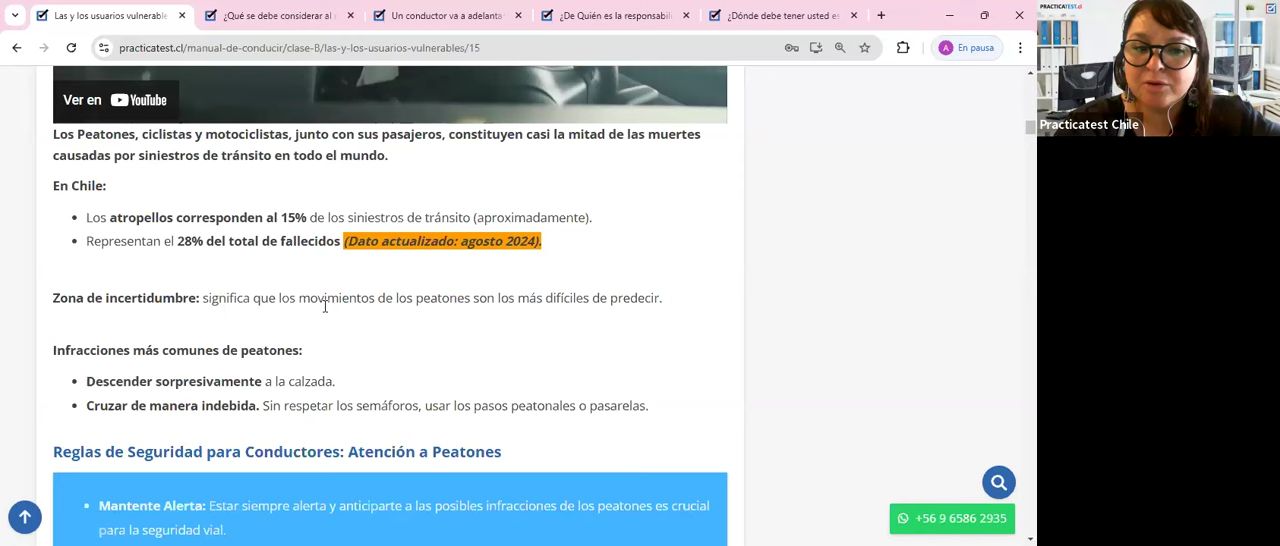 Las y los usuarios vulnerable
¿Qué se debe considerar al
Un conductor va a adelanta
¿De Quién es la responsabili
¿Dónde debe tener usted es
practicatest.cl/manual-de-conducir/clase-B/las-y-los-usuarios-vulnerables/15
A En pausa
PRACTICATEST.cl
Practicatest Chile
Ver en YouTube
Los Peatones, ciclistas y motociclistas, junto con sus pasajeros, constituyen casi la mitad de las muertes
causadas por siniestros de tránsito en todo el mundo.
En Chile:
Los atropellos corresponden al 15% de los siniestros de tránsito (aproximadamente).
Representan el 28% del total de fallecidos (Dato actualizado: agosto 2024).
Zona de incertidumbre: significa que los movimientos de los peatones son los más difíciles de predecir.
Infracciones más comunes de peatones:
Descender sorpresivamente a la calzada.
Cruzar de manera indebida. Sin respetar los semáforos, usar los pasos peatonales o pasarelas.
Reglas de Seguridad para Conductores: Atención a Peatones
Mantente Alerta: Estar siempre alerta y anticiparte a las posibles infracciones de los peatones es crucial
para la seguridad vial.
+56 9 6586 2935